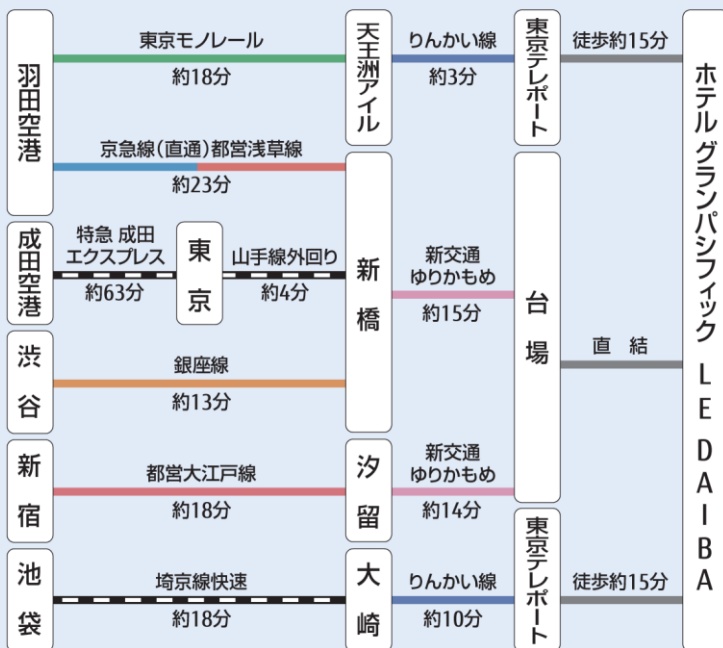 羽田空港
東京モノレール
約18分
天王洲アイル
りんかい線
約3分
東京テレポート
徒歩約15分
ホテル グランパシフィック LE DAIBA
京急線(直通)都営浅草線
約23分
新橋
成田空港
特急 成田
エクスプレス
約63分
東京
山手線外回り
約4分
新交通
ゆりかもめ
約15分
台場
直結
渋谷
銀座線
約13分
新宿
都営大江戸線
約18分
汐留
新交通
ゆりかもめ
約14分
池袋
埼京線快速
約18分
大崎
りんかい線
約10分
東京テレポート
徒歩約15分